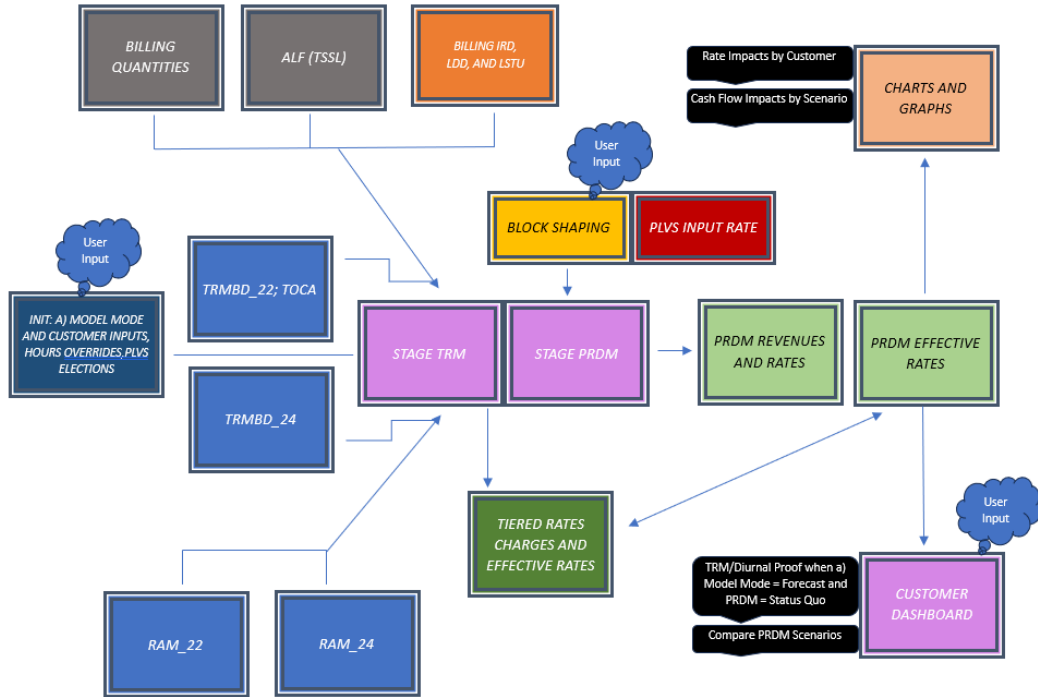 BILLING
QUANTITIES
ALF (TSSL)
BILLING IRD,
LDD, AND LSTU
Rate Impacts by Customer
Cash Flow Impacts by Scenario
CHARTS AND
GRAPHS
User
Input
BLOCK SHAPING
PLVS INPUT RATE
User
Input
TRMBD_22; TOCA
INIT: A) MODEL MODE
AND CUSTOMER INPUTS,
HOURS OVERRIDES,PLVS
ELECTIONS
STAGE TRM
STAGE PRDM
PRDM REVENUES
AND RATES
PRDM EFFECTIVE
RATES
TRMBD_24
TIERED RATES
CHARGES AND
EFFECTIVE RATES
User
Input
TRM/Diurnal Proof when a)
Model Mode = Forecast and
PRDM = Status Quo
Compare PRDM Scenarios
CUSTOMER
DASHBOARD
RAM_22
RAM_24